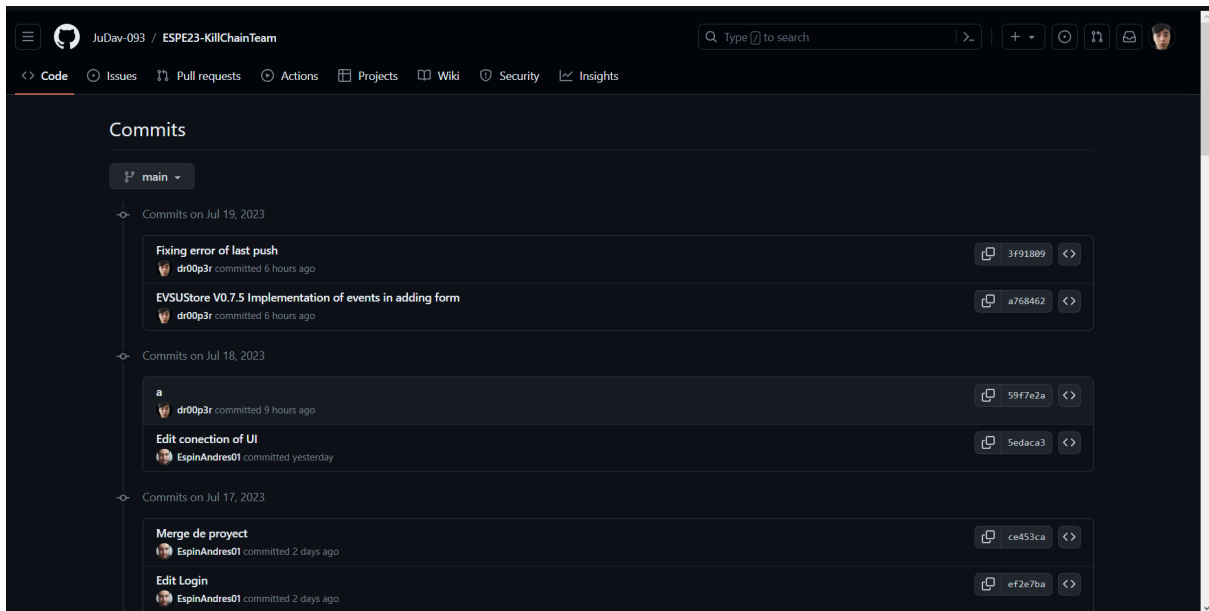 JuDav-093 / ESPE23-KillChainTeam
Type / to search
Code Issues Pull requests Actions Projects Wiki Security Insights
Commits
main
Commits on Jul 19, 2023
Fixing error of last push
3f91809
dr00p3r committed 6 hours ago
EVSUStore V0.7.5 Implementation of events in adding form
a768462
dr00p3r committed 6 hours ago
Commits on Jul 18, 2023
a
59f7e2a
dr00p3r committed 9 hours ago
Edit conection of UI
5edaca3
EspinAndres01 committed yesterday
Commits on Jul 17, 2023
Merge de proyect
ce453ca
EspinAndres01 committed 2 days ago
Edit Login
ef2e7ba
EspinAndres01 committed 2 days ago